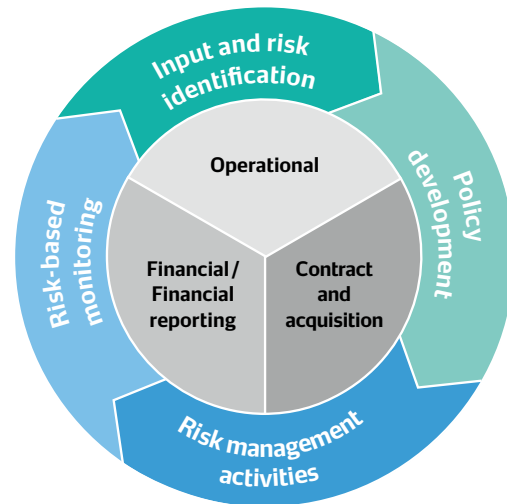 Input and risk
identification
Policy
development
Risk management
activities
Risk-based
monitoring
Operational
Contract
and
acquisition
Financial/
Financial
reporting